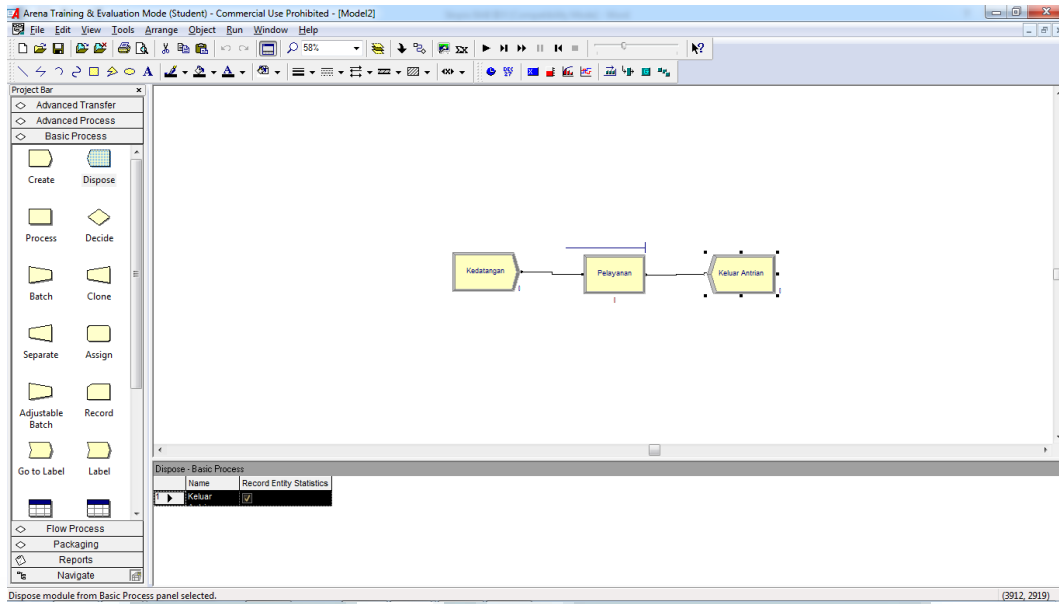 Arena Training & Evaluation Mode (Student) - Commercial Use Prohibited - [Model2]
File Edit View Tools Arrange Object Run Window Help
58%
Project Bar
Advanced Transfer
Advanced Process
Basic Process
Create Dispose
Process Decide
Batch Clone
Separate Assign
Adjustable Batch Record
Go to Label Label
Flow Process
Packaging
Reports
Navigate
Kedatangan Pelayanan Keluar Antrian
Dispose - Basic Process
Name Record Entity Statistics
1 Keluar
Dispose module from Basic Process panel selected. (3912, 2919)